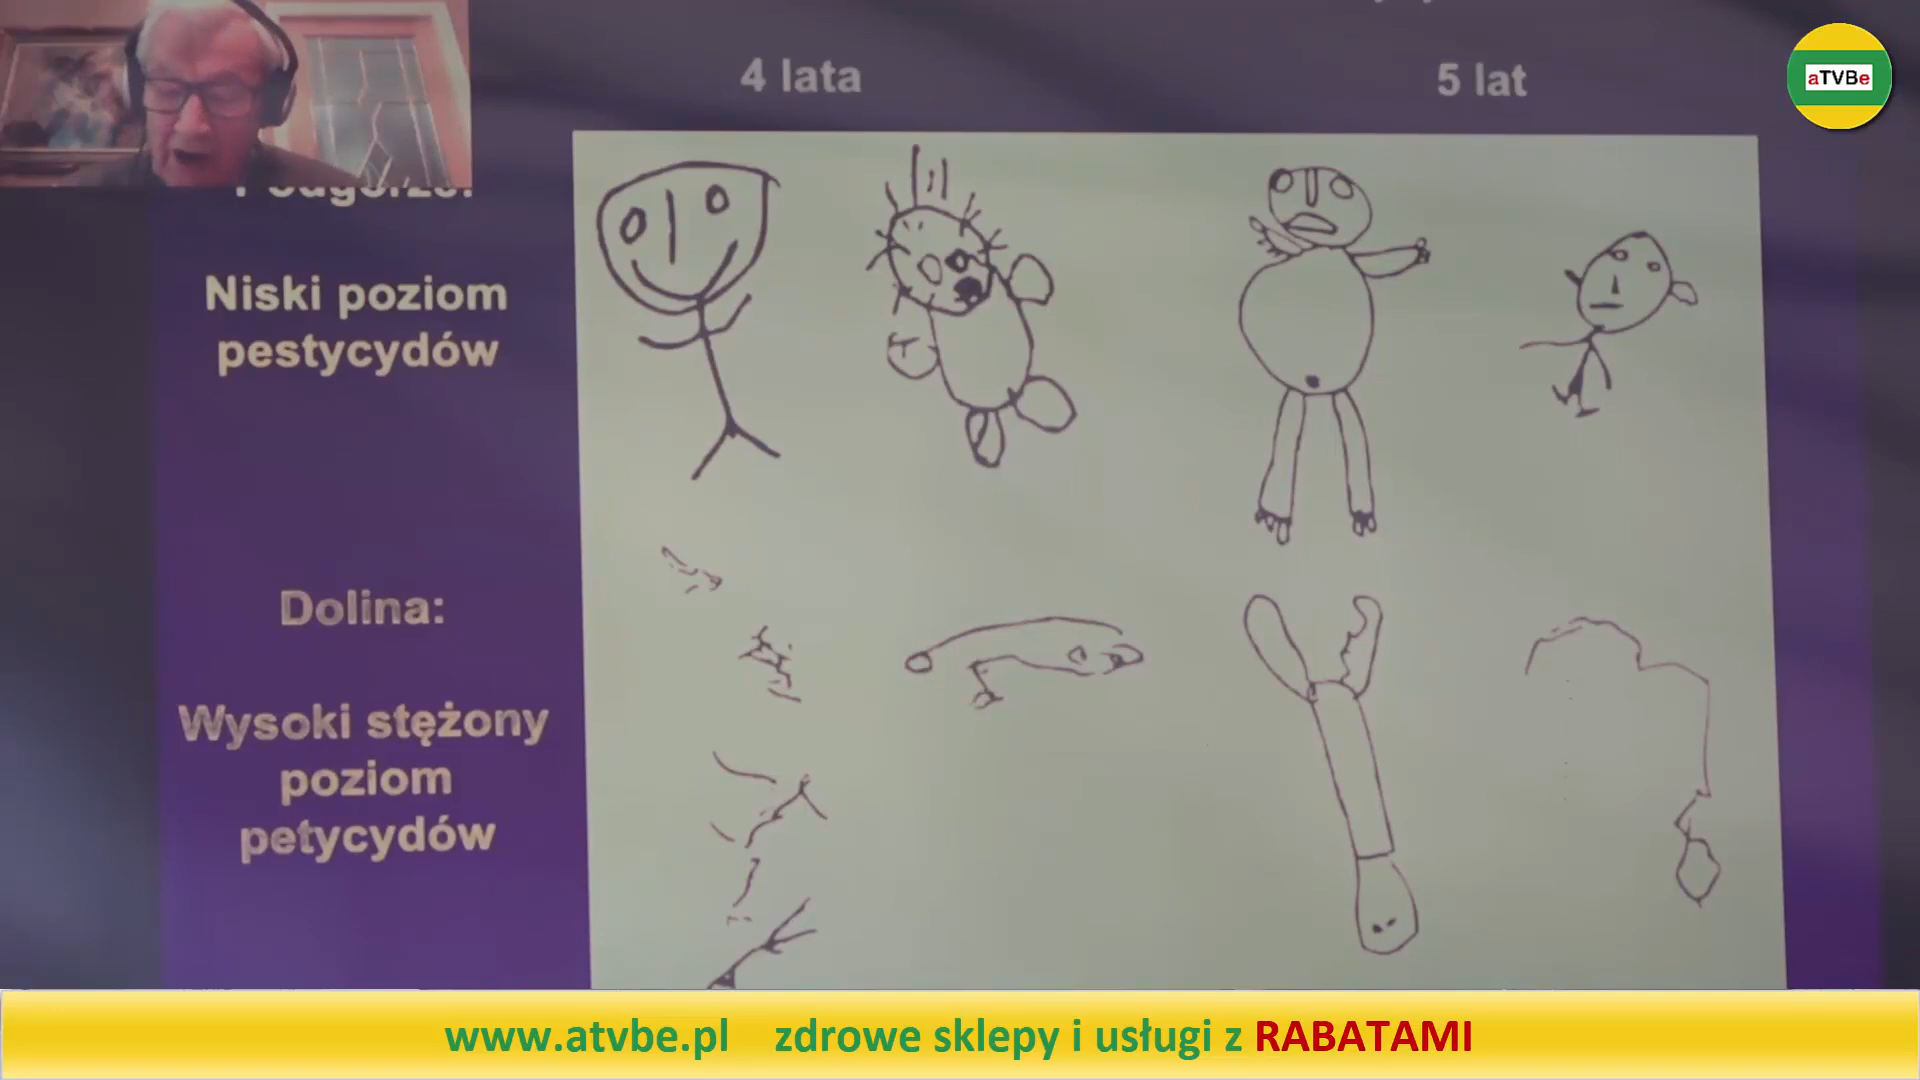 4 lata
5 lat
aTVBe
Podgórze:
Niski poziom
pestycydów
Dolina:
Wysoki stężony
poziom
petycydów
www.atvbe.pl zdrowe sklepy i usługi z RABATAMI